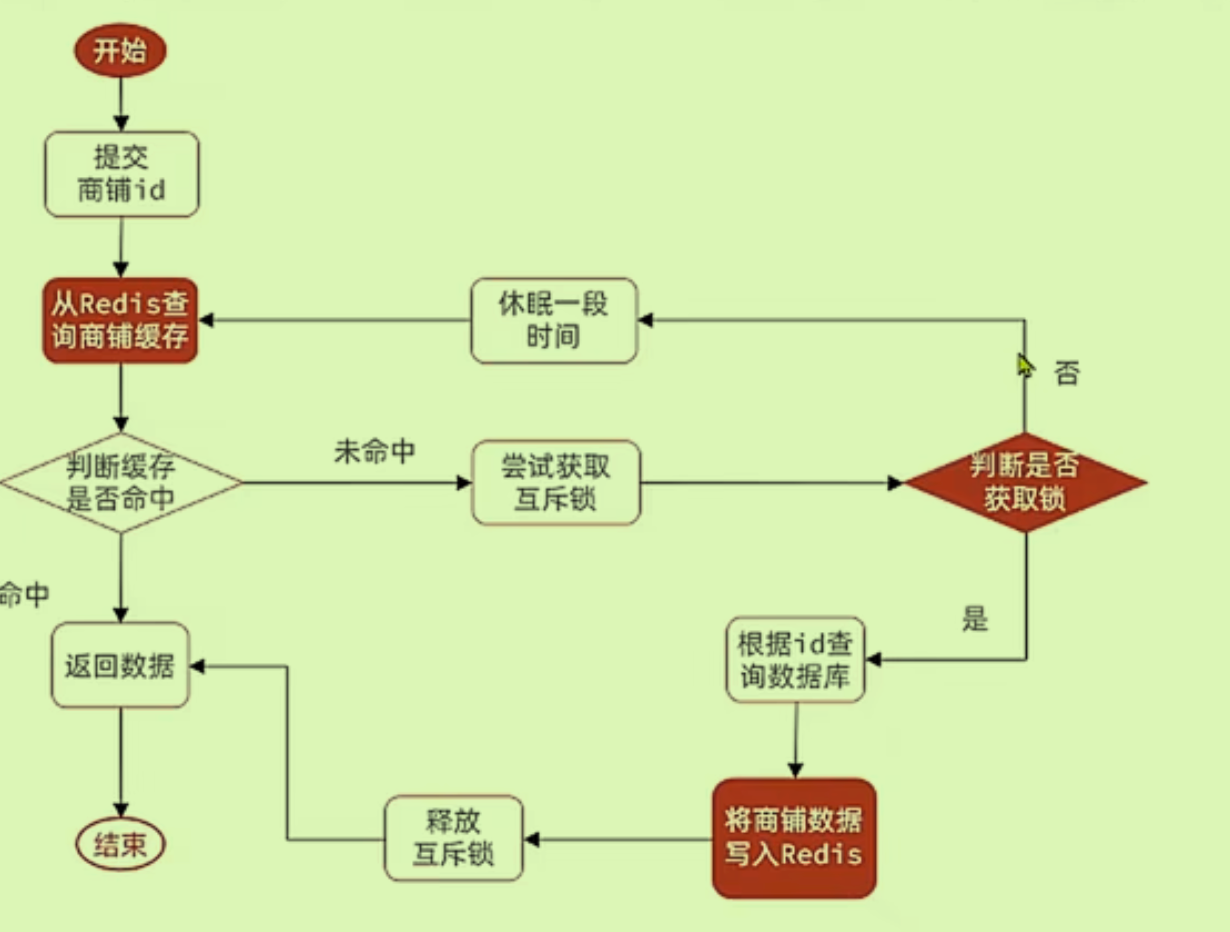 开始
提交
商铺id
从Redis查
询商铺缓存
休眠一段
时间
否
判断缓存
是否命中
未命中
尝试获取
互斥锁
判断是否
获取锁
命中
返回数据
是
根据id查
询数据库
将商铺数据
写入Redis
释放
互斥锁
结束